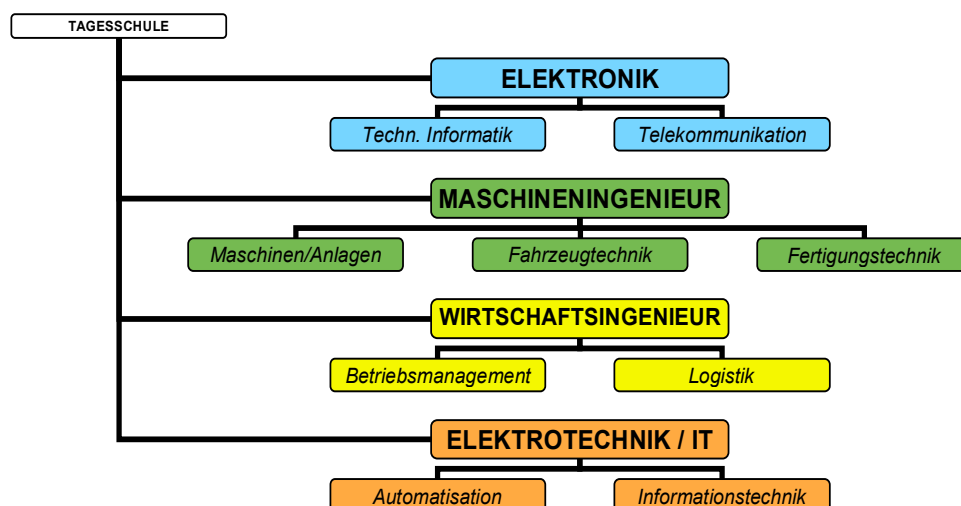 TAGESSCHULE
ELEKTRONIK
Techn. Informatik
Telekommunikation
MASCHINENINGENIEUR
Maschinen/Anlagen
Fahrzeugtechnik
Fertigungstechnik
WIRTSCHAFTSINGENIEUR
Betriebsmanagement
Logistik
ELEKTROTECHNIK / IT
Automatisation
Informationstechnik